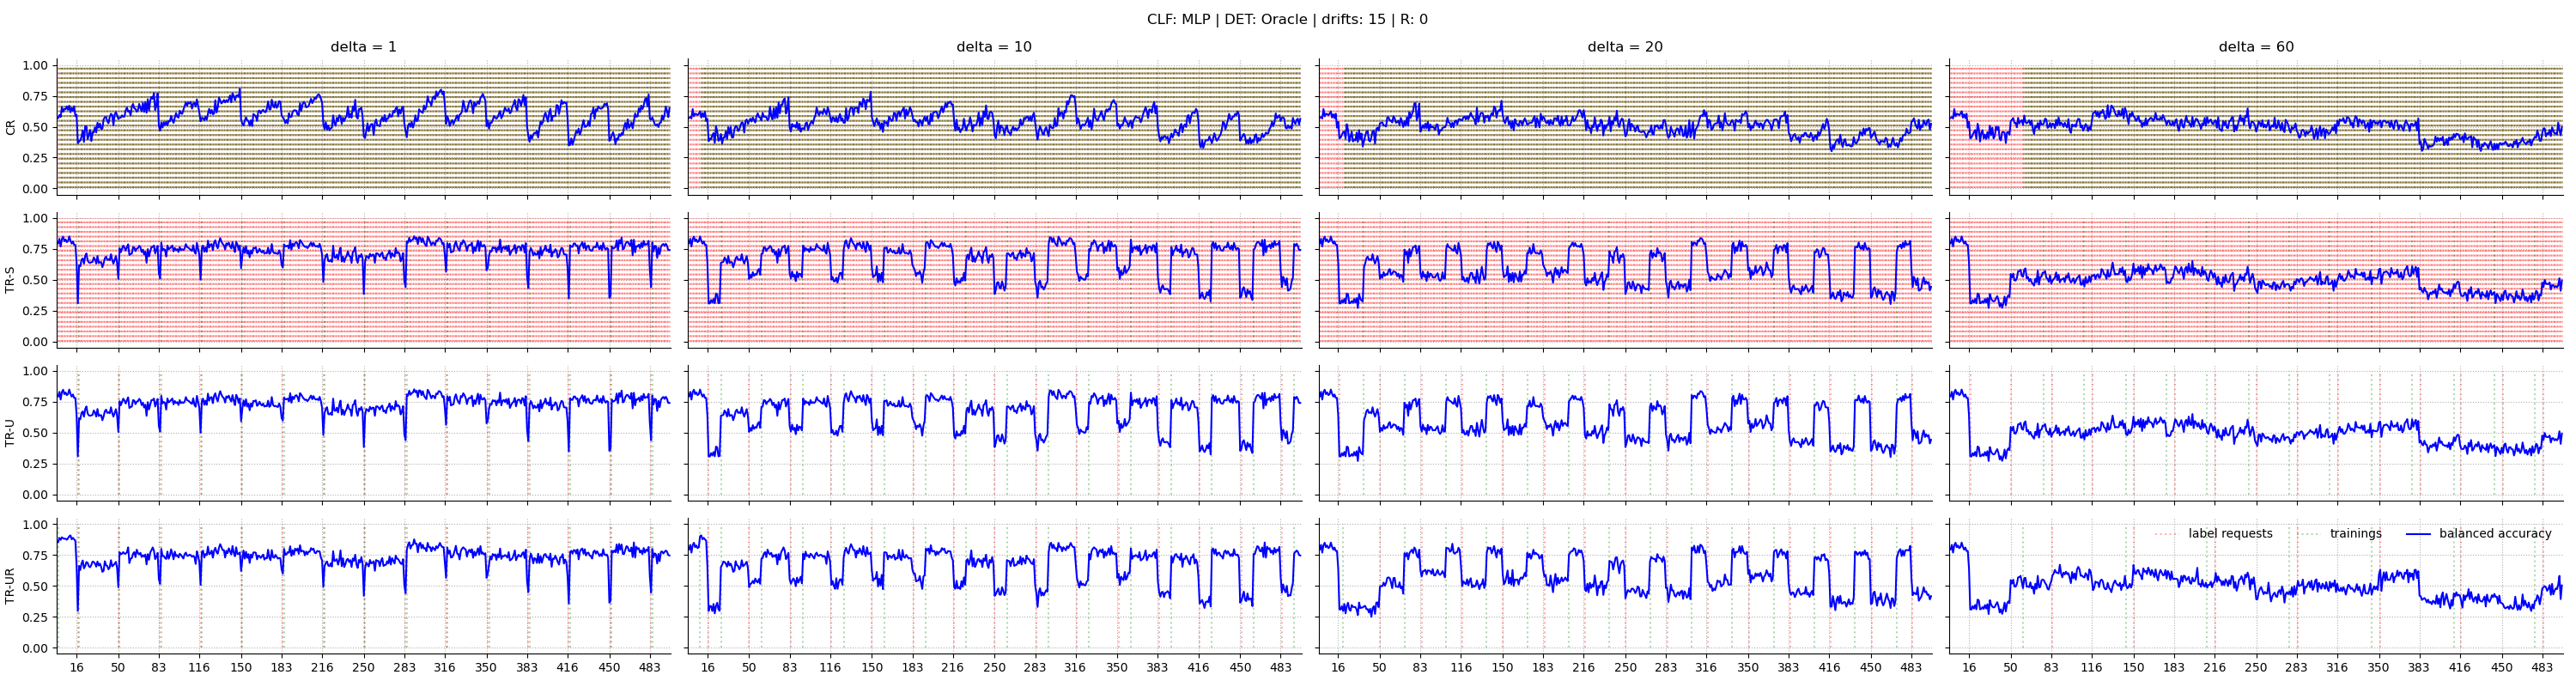 CLF: MLP | DET: Oracle | drifts: 15 | R: 0
delta = 1 delta = 10 delta = 20 delta = 60
CR
1.00
0.75
0.50
0.25
0.00
TR-S
1.00
0.75
0.50
0.25
0.00
TR-U
1.00
0.75
0.50
0.25
0.00
TR-UR
1.00
0.75
0.50
0.25
0.00
label requests trainings balanced accuracy
16 50 83 116 150 183 216 250 283 316 350 383 416 450 483
16 50 83 116 150 183 216 250 283 316 350 383 416 450 483
16 50 83 116 150 183 216 250 283 316 350 383 416 450 483
16 50 83 116 150 183 216 250 283 316 350 383 416 450 483